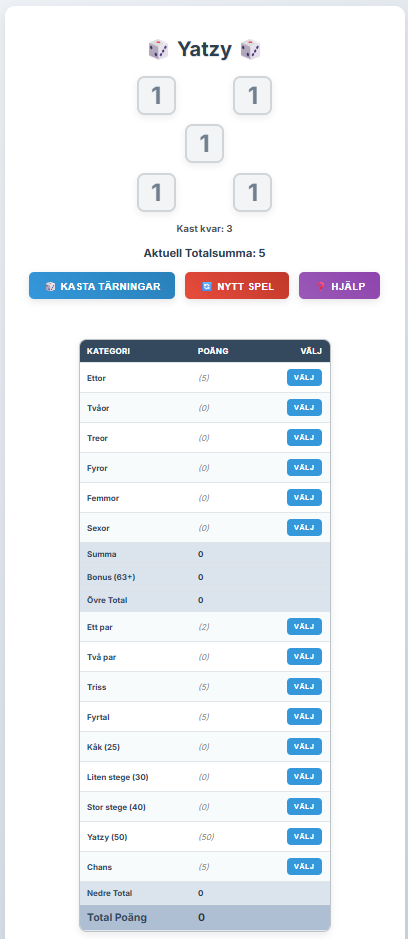 Yatzy
1 1
1
1 1
Kast kvar: 3
Aktuell Totalsumma: 5
KASTA TÄRNINGAR NYTT SPEL HJÄLP
KATEGORI POÄNG VÄLJ
Ettor (5) VÄLJ
Tvåor (0) VÄLJ
Treor (0) VÄLJ
Fyror (0) VÄLJ
Femmor (0) VÄLJ
Sexor (0) VÄLJ
Summa 0
Bonus (63+) 0
Övre Total 0
Ett par (2) VÄLJ
Två par (0) VÄLJ
Triss (5) VÄLJ
Fyrtal (5) VÄLJ
Kåk (25) (0) VÄLJ
Liten stege (30) (0) VÄLJ
Stor stege (40) (0) VÄLJ
Yatzy (50) (50) VÄLJ
Chans (5) VÄLJ
Nedre Total 0
Total Poäng 0